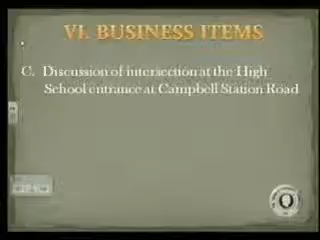 VI. BUSINESS ITEMS
C. Discussion of intersection at the High
School entrance at Campbell Station Road